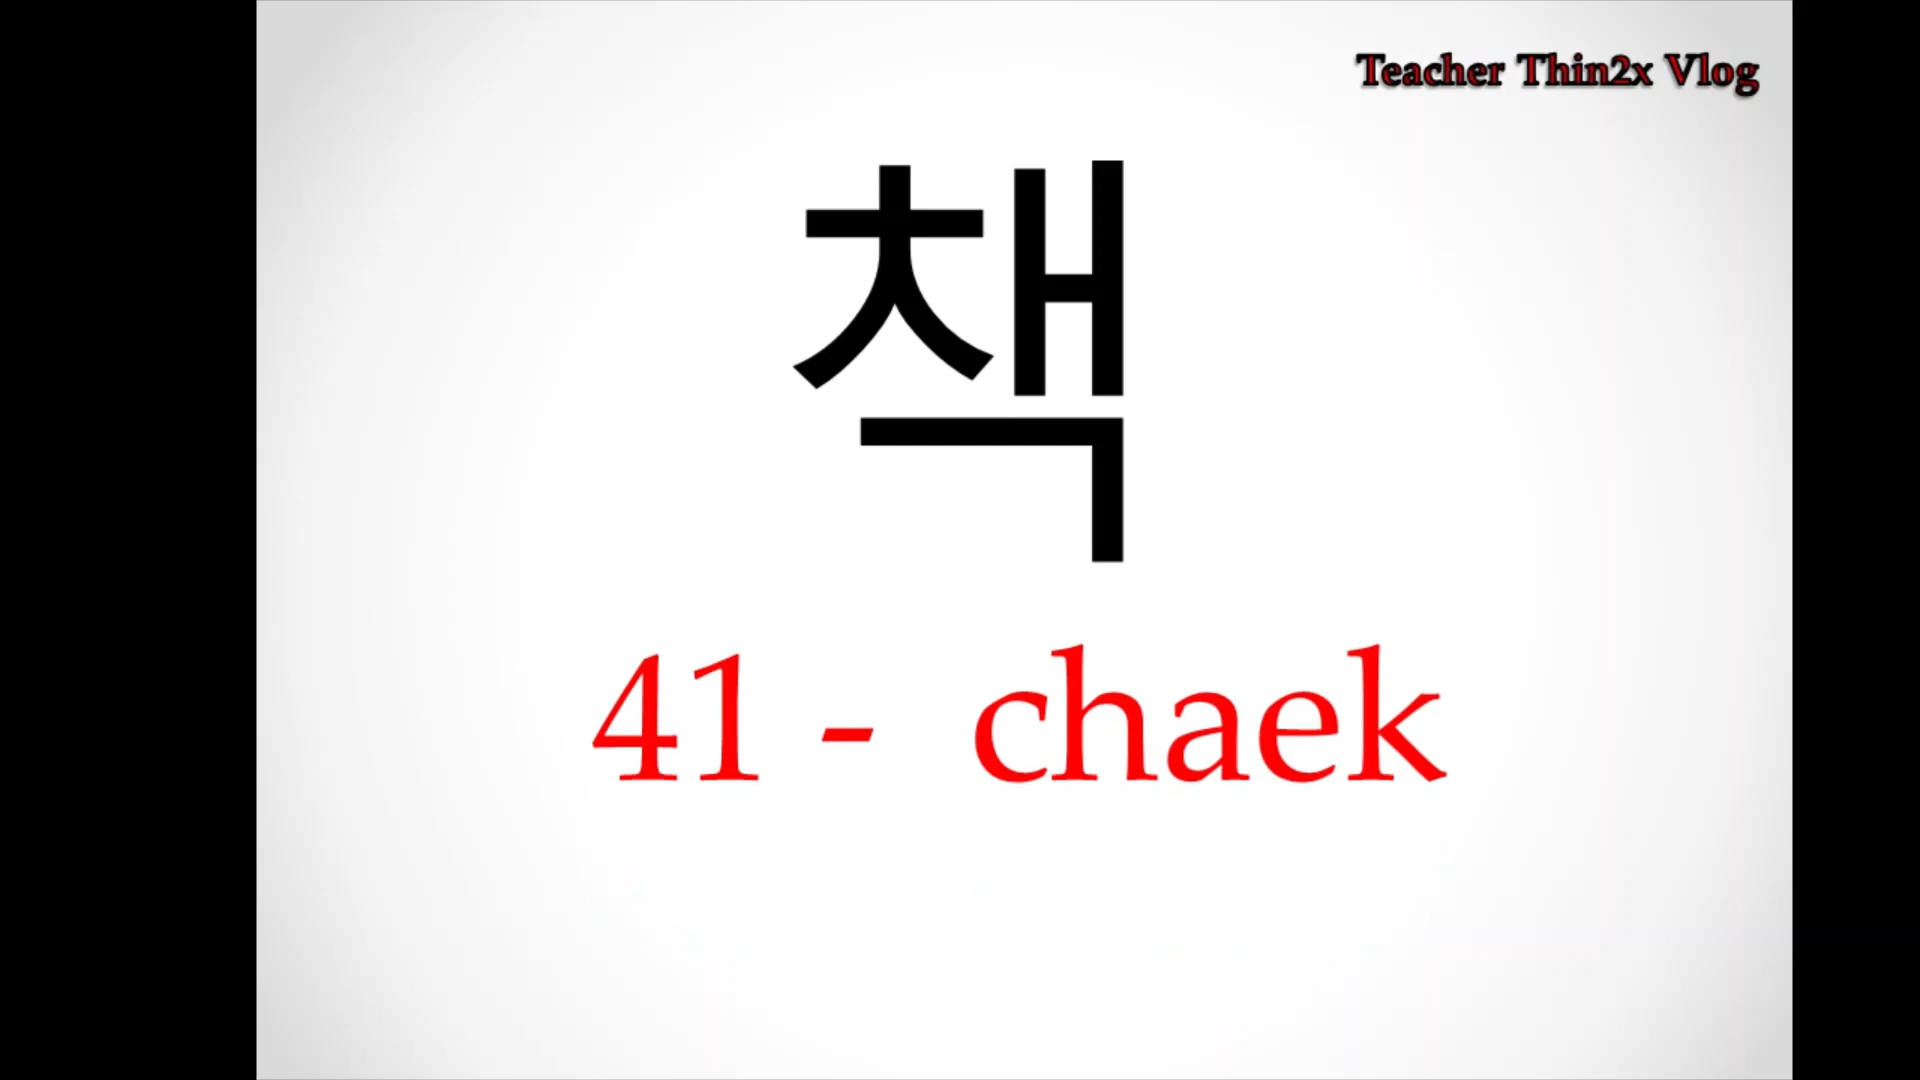 Teacher Thin2x Vlog
책
41 - chaek